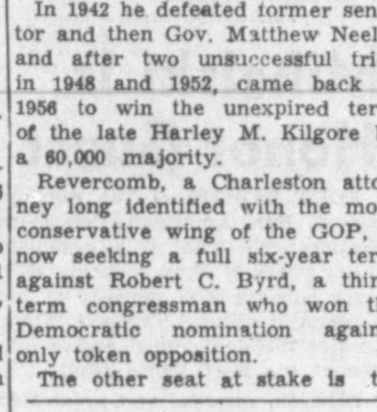 In 1942 he defeated former sen
tor and then Gov. Matthew Neel
and after two unsuccessful tri
in 1948 and 1952, came back
1956 to win the unexpired ter
of the late Harley M. Kilgore
a 60,000 majority.
Revercomb, a Charleston atto
ney long identified with the mo
conservative wing of the GOP,
now seeking a full six-year ter
against Robert C. Byrd, a thir
term congressman who won t
Democratic nomination again
only token opposition.
The other seat at stake is t